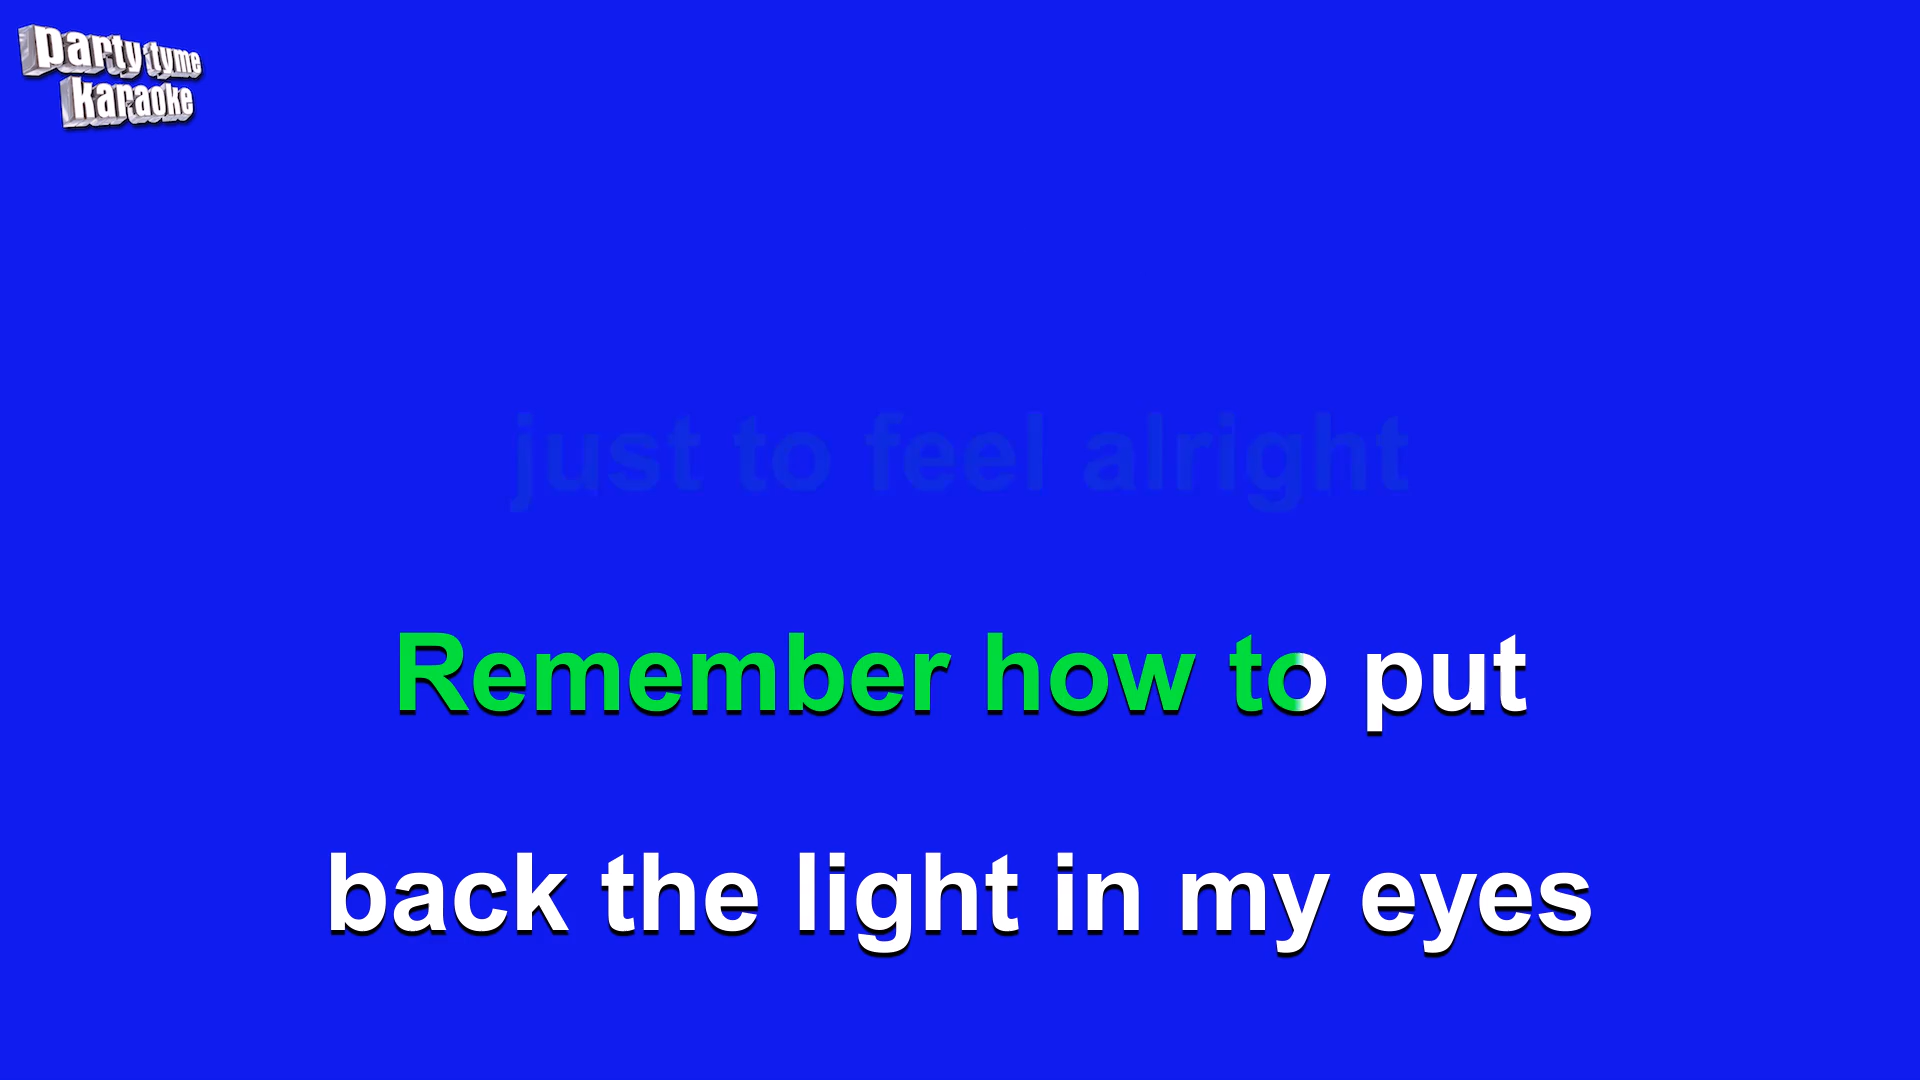 party tyme
karaoke
just to feel alright
Remember how to put
back the light in my eyes